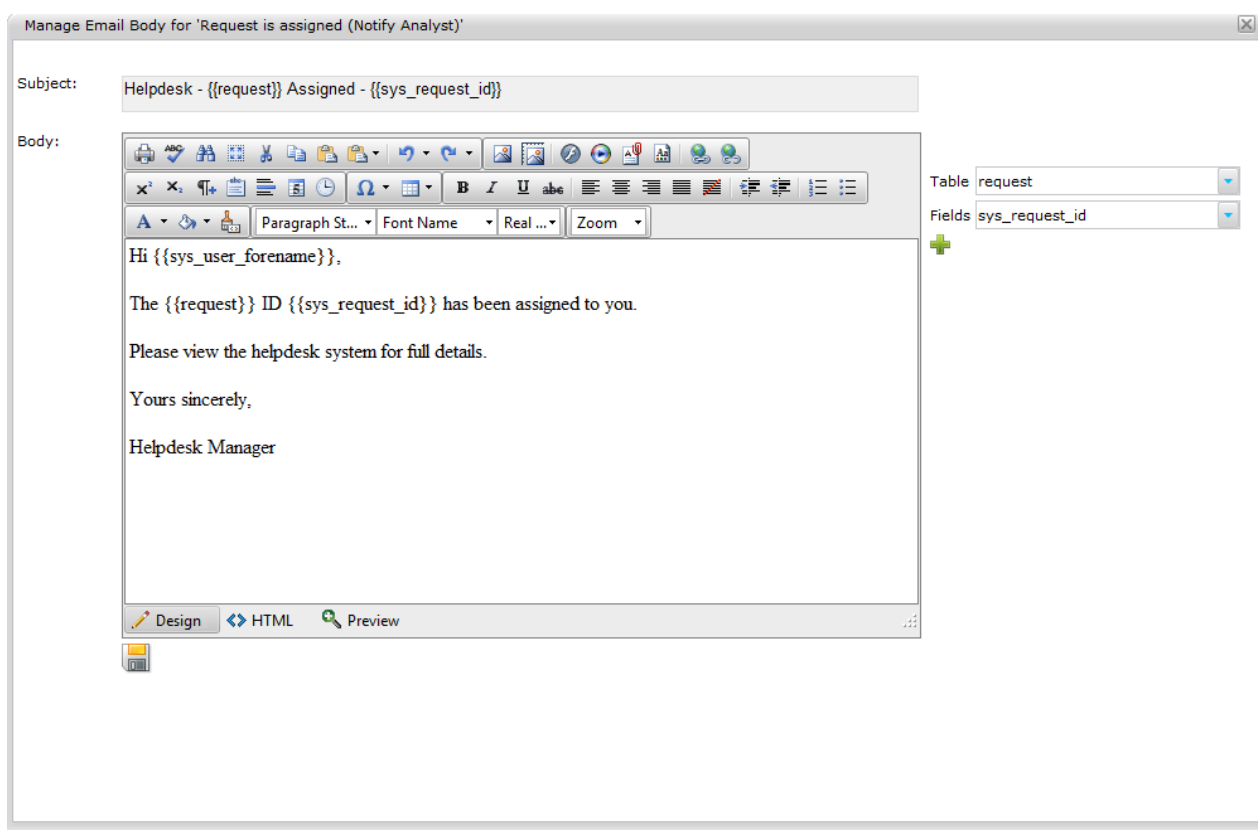 Manage Email Body for 'Request is assigned (Notify Analyst)'
Subject:
Helpdesk - {{request}} Assigned - {{sys_request_id}}
Body:
Table request
Fields sys_request_id
A Paragraph St... Font Name Real ... Zoom
Hi {{sys_user_forename}},
The {{request}} ID {{sys_request_id}} has been assigned to you.
Please view the helpdesk system for full details.
Yours sincerely,
Helpdesk Manager
Design HTML Preview